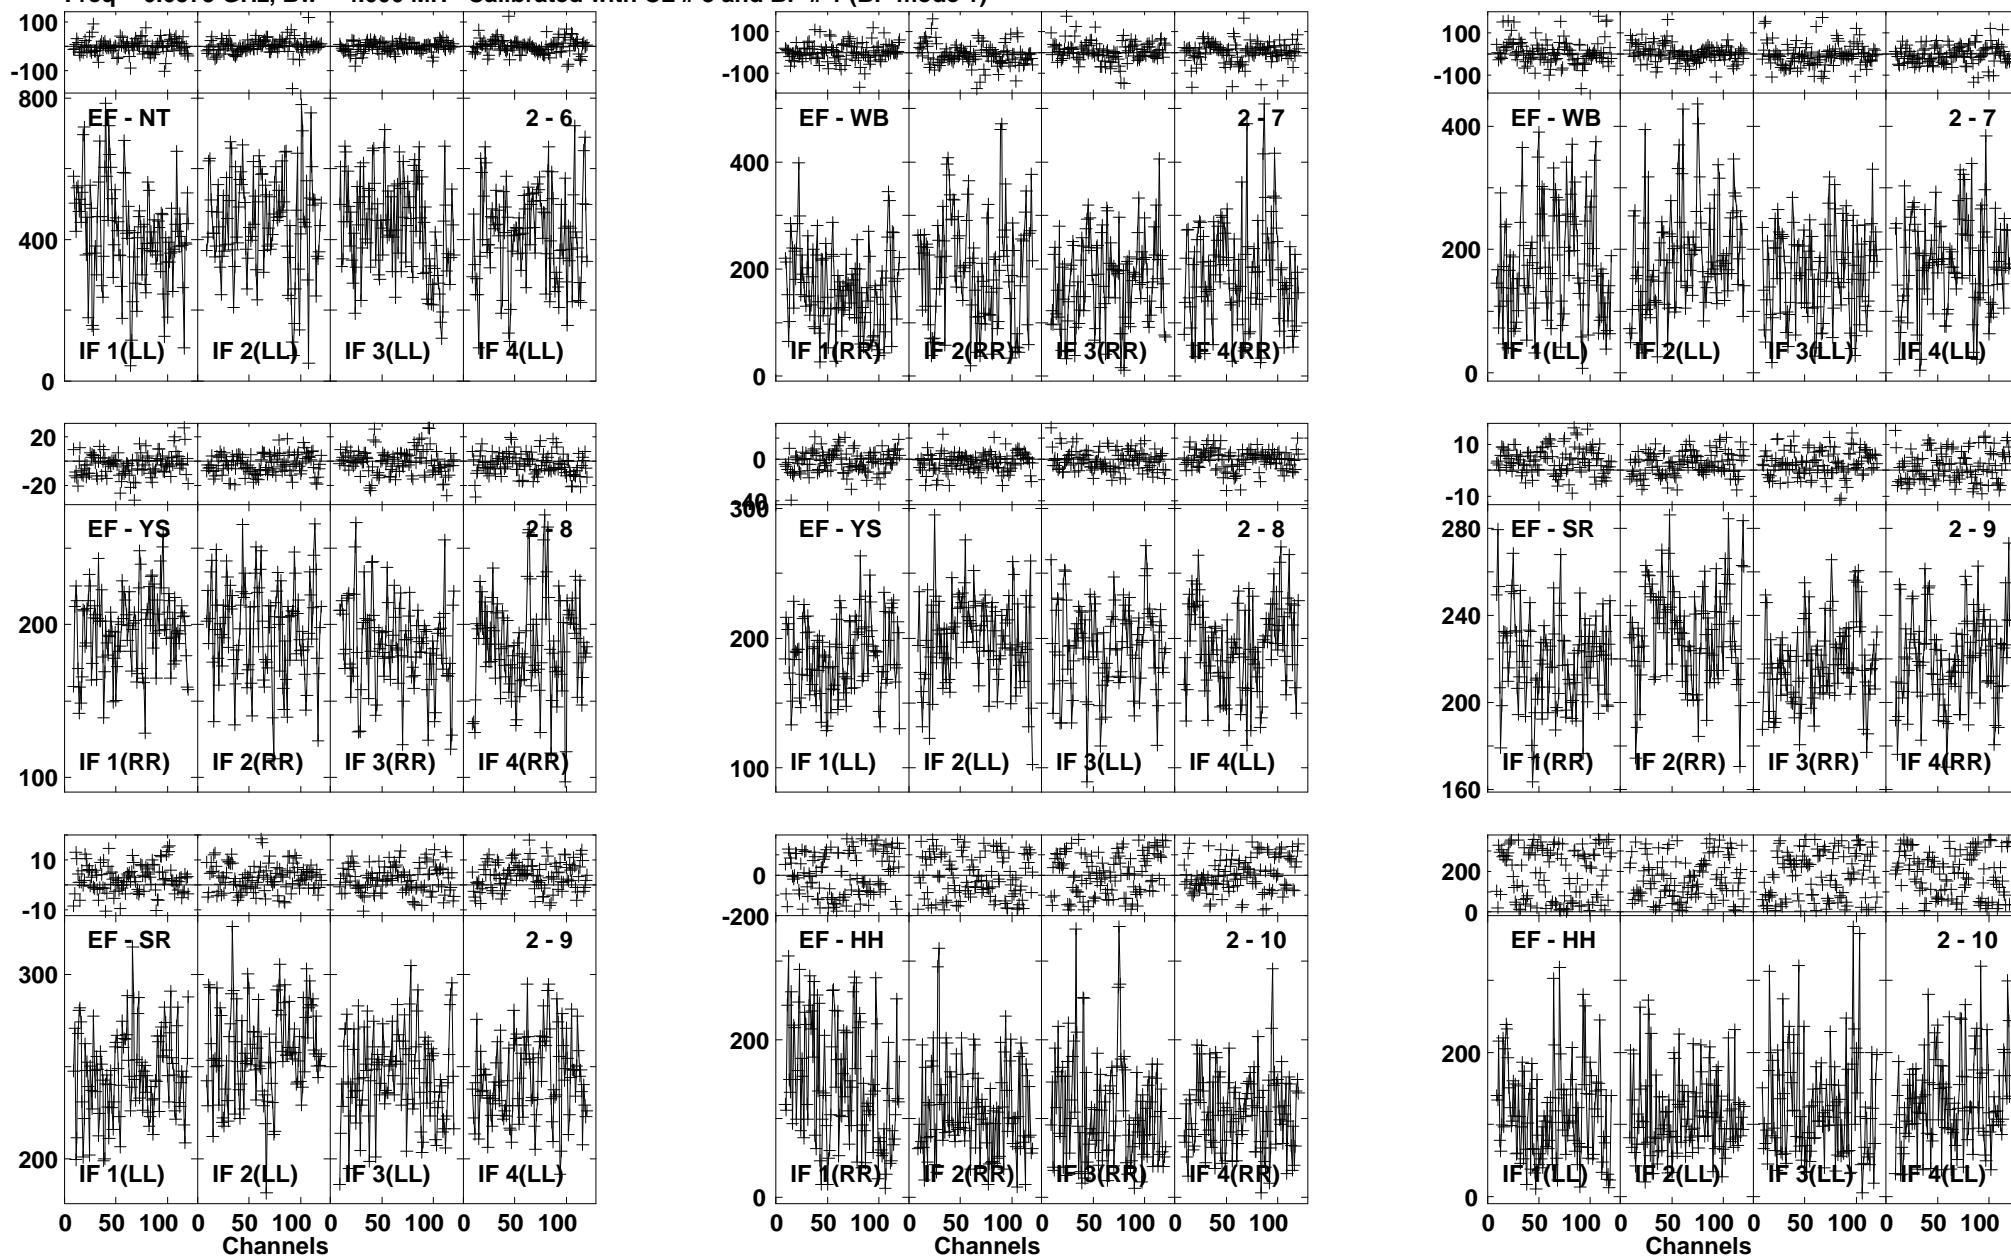 Freq = GHz, Bw = MH Calibrated with CL # and BP # (BP mode 1)
100
-100
800
400
0
EF - NT
2 - 6
IF 1(LL)
IF 2(LL)
IF 3(LL)
IF 4(LL)
100
-100
400
200
0
EF - WB
2 - 7
IF 1(RR)
IF 2(RR)
IF 3(RR)
IF 4(RR)
100
-100
400
200
0
EF - WB
2 - 7
IF 1(LL)
IF 2(LL)
IF 3(LL)
IF 4(LL)
20
-20
200
100
EF - YS
2 - 8
IF 1(RR)
IF 2(RR)
IF 3(RR)
IF 4(RR)
0
-40
300
200
100
EF - YS
2 - 8
IF 1(LL)
IF 2(LL)
IF 3(LL)
IF 4(LL)
10
-10
280
240
200
160
EF - SR
2 - 9
IF 1(RR)
IF 2(RR)
IF 3(RR)
IF 4(RR)
10
-10
300
200
EF - SR
2 - 9
IF 1(LL)
IF 2(LL)
IF 3(LL)
IF 4(LL)
0 50 100 0 50 100 0 50 100 0 50 100
Channels
0
-200
200
0
EF - HH
2 - 10
IF 1(RR)
IF 2(RR)
IF 3(RR)
IF 4(RR)
0 50 100 0 50 100 0 50 100 0 50 100
Channels
200
0
200
0
EF - HH
2 - 10
IF 1(LL)
IF 2(LL)
IF 3(LL)
IF 4(LL)
0 50 100 0 50 100 0 50 100 0 50 100
Channels